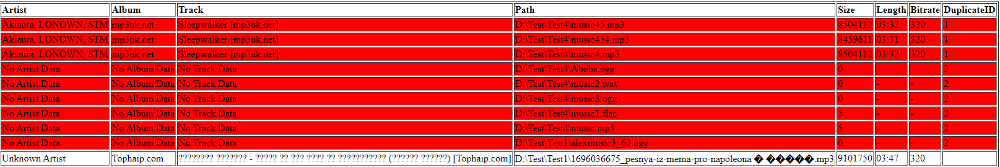 Artist Album Track Path Size Length Bitrate DuplicateID
Akiaura, LONOWN, STM mp3uk.net Sleepwalker [mp3uk.net] D:\Test\Test4\music45.mp3 8504112 03:32 320 1
Akiaura, LONOWN, STM mp3uk.net Sleepwalker [mp3uk.net] D:\Test\Test4\music454.mp3 8459611 03:31 320 1
Akiaura, LONOWN, STM mp3uk.net Sleepwalker [mp3uk.net] D:\Test\Test4\music4.mp3 8504112 03:32 320 1
No Artist Data No Album Data No Track Data D:\Test\Test4\Aboba.ogg 0 - - 2
No Artist Data No Album Data No Track Data D:\Test\Test4\music2.wav 0 - - 2
No Artist Data No Album Data No Track Data D:\Test\Test4\music3.ogg 0 - - 2
No Artist Data No Album Data No Track Data D:\Test\Test4\music1.flac 5 - - 2
No Artist Data No Album Data No Track Data D:\Test\Test4\music.mp3 5 - - 2
No Artist Data No Album Data No Track Data D:\Test\Test1\alexmusic3_62.ogg 0 - - 2
Unknown Artist Tophaip.com ???????? ??????? - ????? ?? ??? ???? ?? ??????????? (?????? ??????) [Tophaip.com] D:\Test\Test1\1696036675_pesnya-iz-mema-pro-napoleona � �����.mp3 9101750 03:47 320